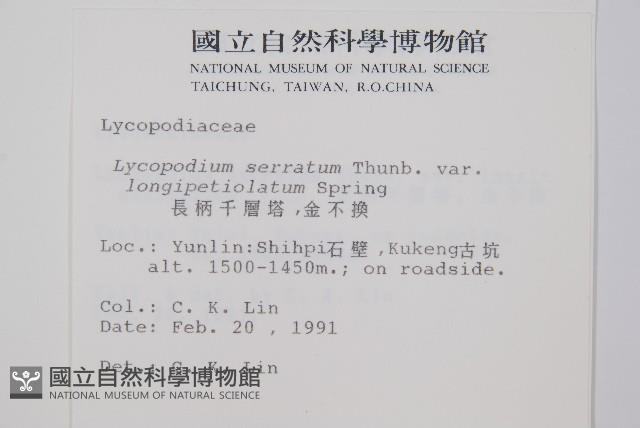 國立自然科學博物館
NATIONAL MUSEUM OF NATURAL SCIENCE
TAICHUNG, TAIWAN, R.O.CHINA
Lycopodiaceae
Lycopodium serratum Thunb. var.
longipetiolatum Spring
長柄千層塔,金不換
Loc.: Yunlin:Shihpi石壁,Kukeng古坑
alt. 1500-1450m.; on roadside.
Col.: C. K. Lin
Date: Feb. 20 , 1991
Det.: C. K. Lin
國立自然科學博物館
NATIONAL MUSEUM OF NATURAL SCIENCE